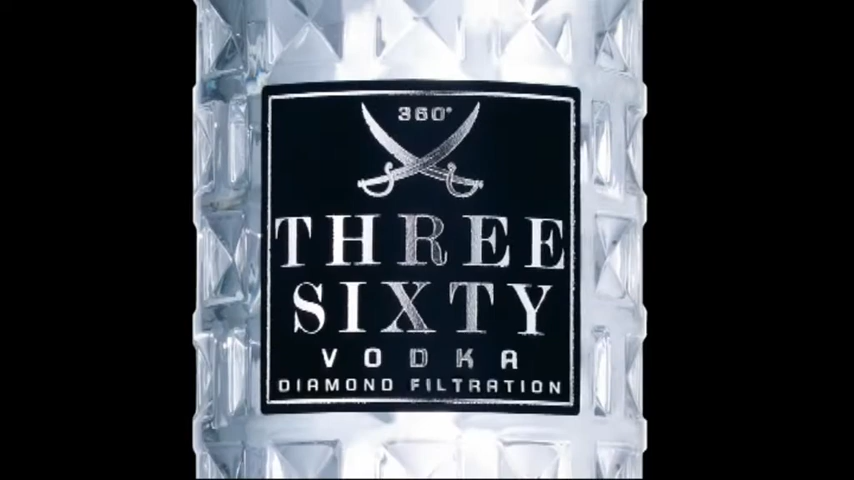 360°
THREE
SIXTY
VODKA
DIAMOND FILTRATION